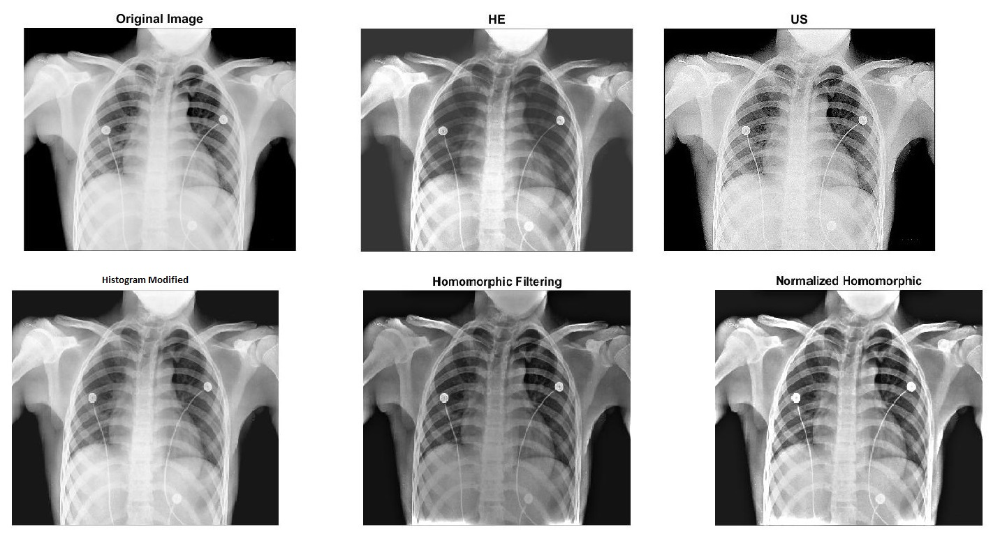 Original Image
HE
US
Histogram Modified
Homomorphic Filtering
Normalized Homomorphic